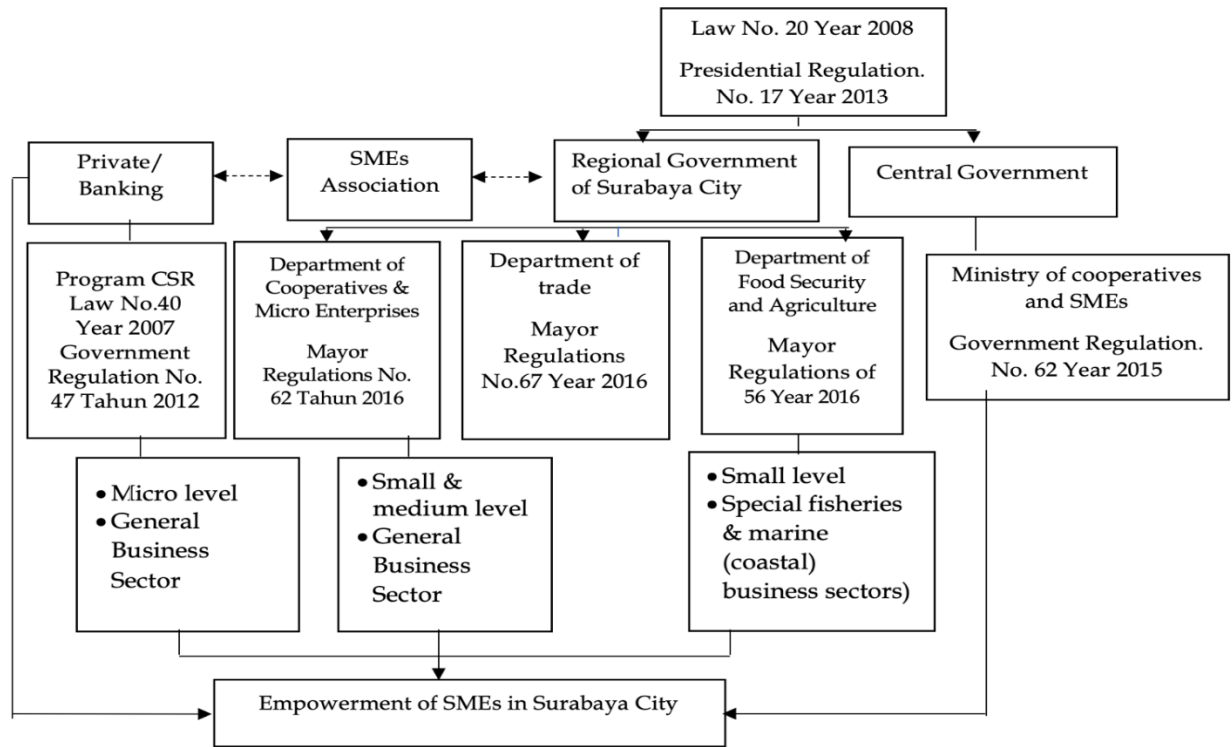 Law No. 20 Year 2008
Presidential Regulation.
No. 17 Year 2013
Private/
Banking
SMEs
Association
Regional Government
of Surabaya City
Central Government
Program CSR
Law No.40
Year 2007
Government
Regulation No.
47 Tahun 2012
Department of
Cooperatives &
Micro Enterprises
Mayor
Regulations No.
62 Tahun 2016
Department of
trade
Mayor
Regulations
No.67 Year 2016
Department of
Food Security
and Agriculture
Mayor
Regulations of
56 Year 2016
Ministry of cooperatives
and SMEs
Government Regulation.
No. 62 Year 2015
• Micro level
• General
Business
Sector
• Small &
medium level
• General
Business
Sector
• Small level
• Special fisheries
& marine
(coastal)
business sectors)
Empowerment of SMEs in Surabaya City